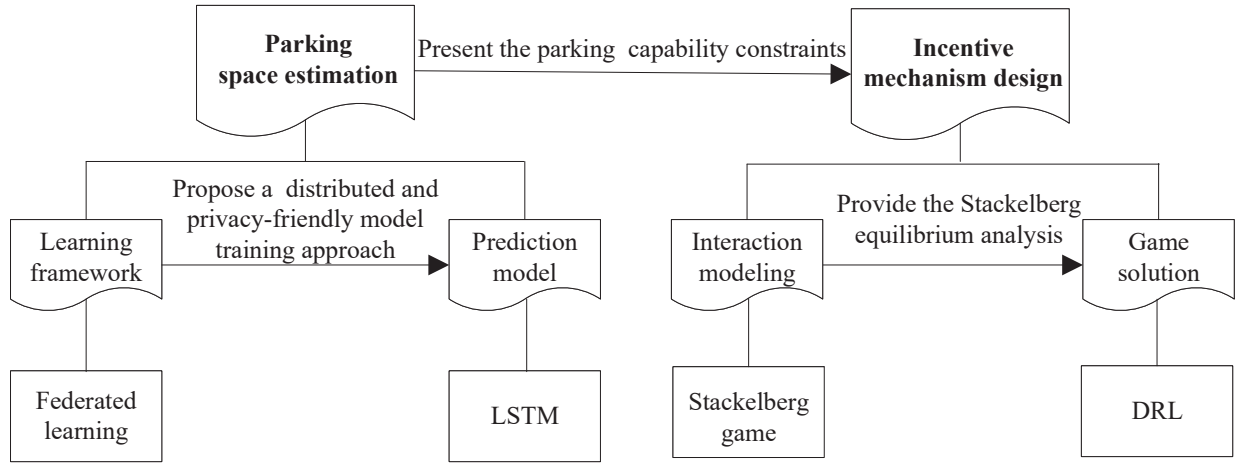 Parking
space estimation
Present the parking capability constraints
Incentive
mechanism design
Propose a distributed and
privacy-friendly model
training approach
Learning
framework
Prediction
model
Provide the Stackelberg
equilibrium analysis
Interaction
modeling
Game
solution
Federated
learning
LSTM
Stackelberg
game
DRL